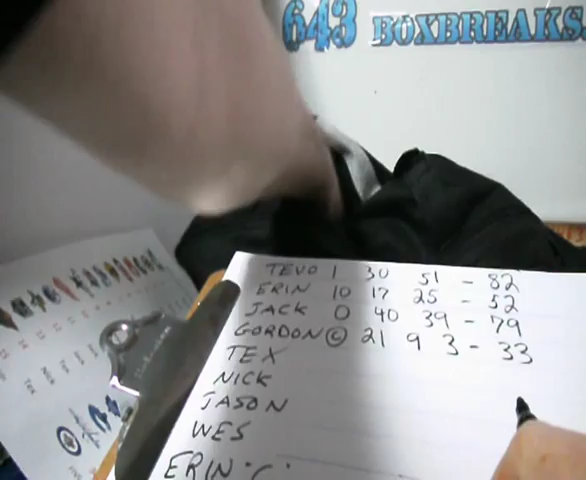 643 BOXBREAKS.
TEVO 1 30 51 - 82
ERIN 10 17 25 - 52
JACK 0 40 39 - 79
GORDON © 21 9 3 - 33
TEX
NICK
JASON
WES
ERIN C.